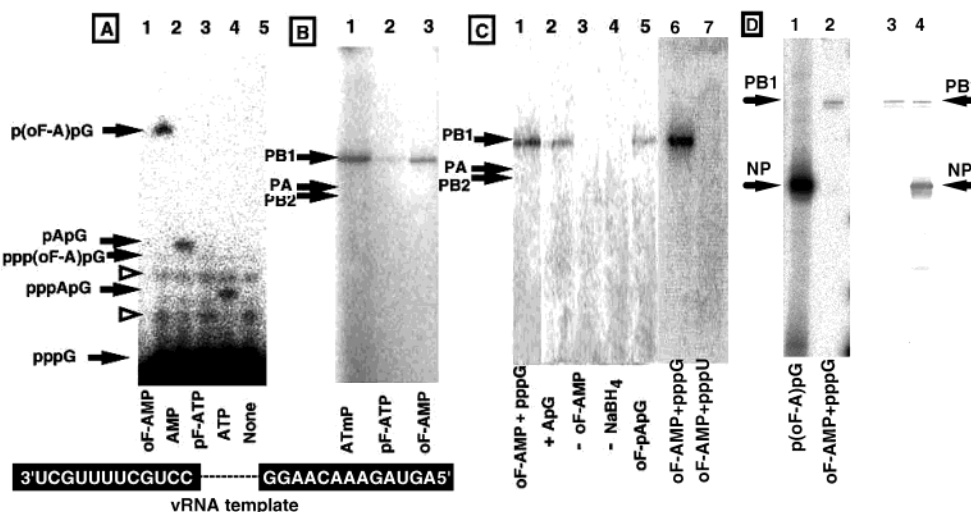 A 1 2 3 4 5
B 1 2 3
C 1 2 3 4 5 6 7
D 1 2 3 4
p(oF-A)pG
pApG
ppp(oF-A)pG
pppApG
pppG
oF-AMP
AMP
pF-ATP
ATP
None
PB1
PA
PB2
ATmP
pF-ATP
oF-AMP
PB1
PA
PB2
oF-AMP + pppG
+ ApG
- oF-AMP
- NaBH4
oF-pApG
oF-AMP+pppG
oF-AMP+pppU
PB1
NP
p(oF-A)pG
oF-AMP+pppG
PB
NP
3'UCGUUUUCGUCC GGAACAAAGAUGA5'
vRNA template